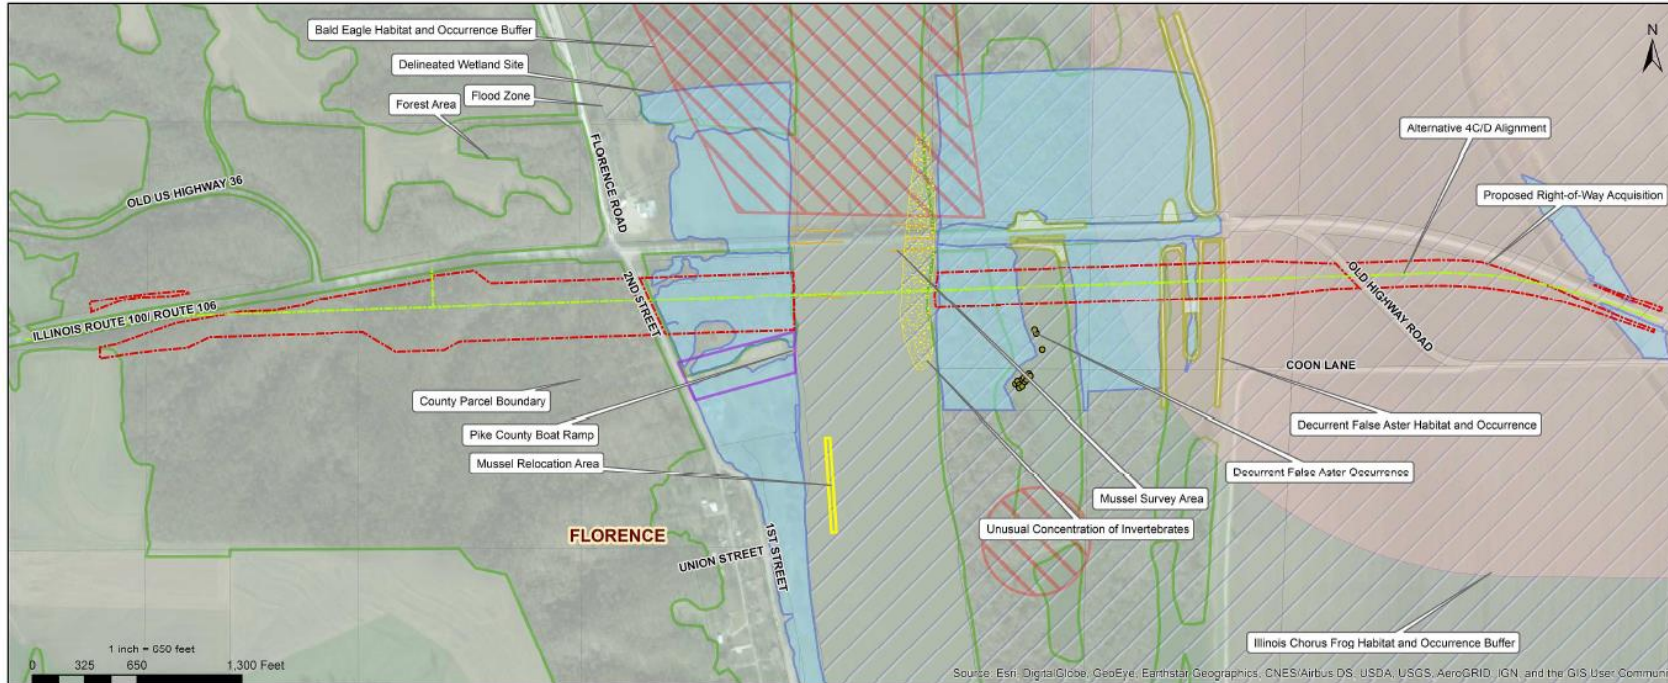 Bald Eagle Habitat and Occurrence Buffer
N
Delineated Wetland Site
Flood Zone
Forest Area
Alternative 4C/D Alignment
FLORENCE ROAD
OLD US HIGHWAY 36
Proposed Right-of-Way Acquisition
2ND STREET
OLD HIGHWAY ROAD
ILLINOIS ROUTE 100/ ROUTE 106
COON LANE
County Parcel Boundary
Decurrent False Aster Habitat and Occurrence
Pike County Boat Ramp
Mussel Relocation Area
Decurrent False Aster Occurrence
Mussel Survey Area
Unusual Concentration of Invertebrates
FLORENCE
UNION STREET
1ST STREET
Illinois Chorus Frog Habitat and Occurrence Buffer
1 inch = 650 feet
0 325 650 1,300 Feet
Source: Esri, DigitalGlobe, GeoEye, Earthstar Geographics, CNES/Airbus DS, USDA, USGS, AeroGRID, IGN, and the GIS User Communi